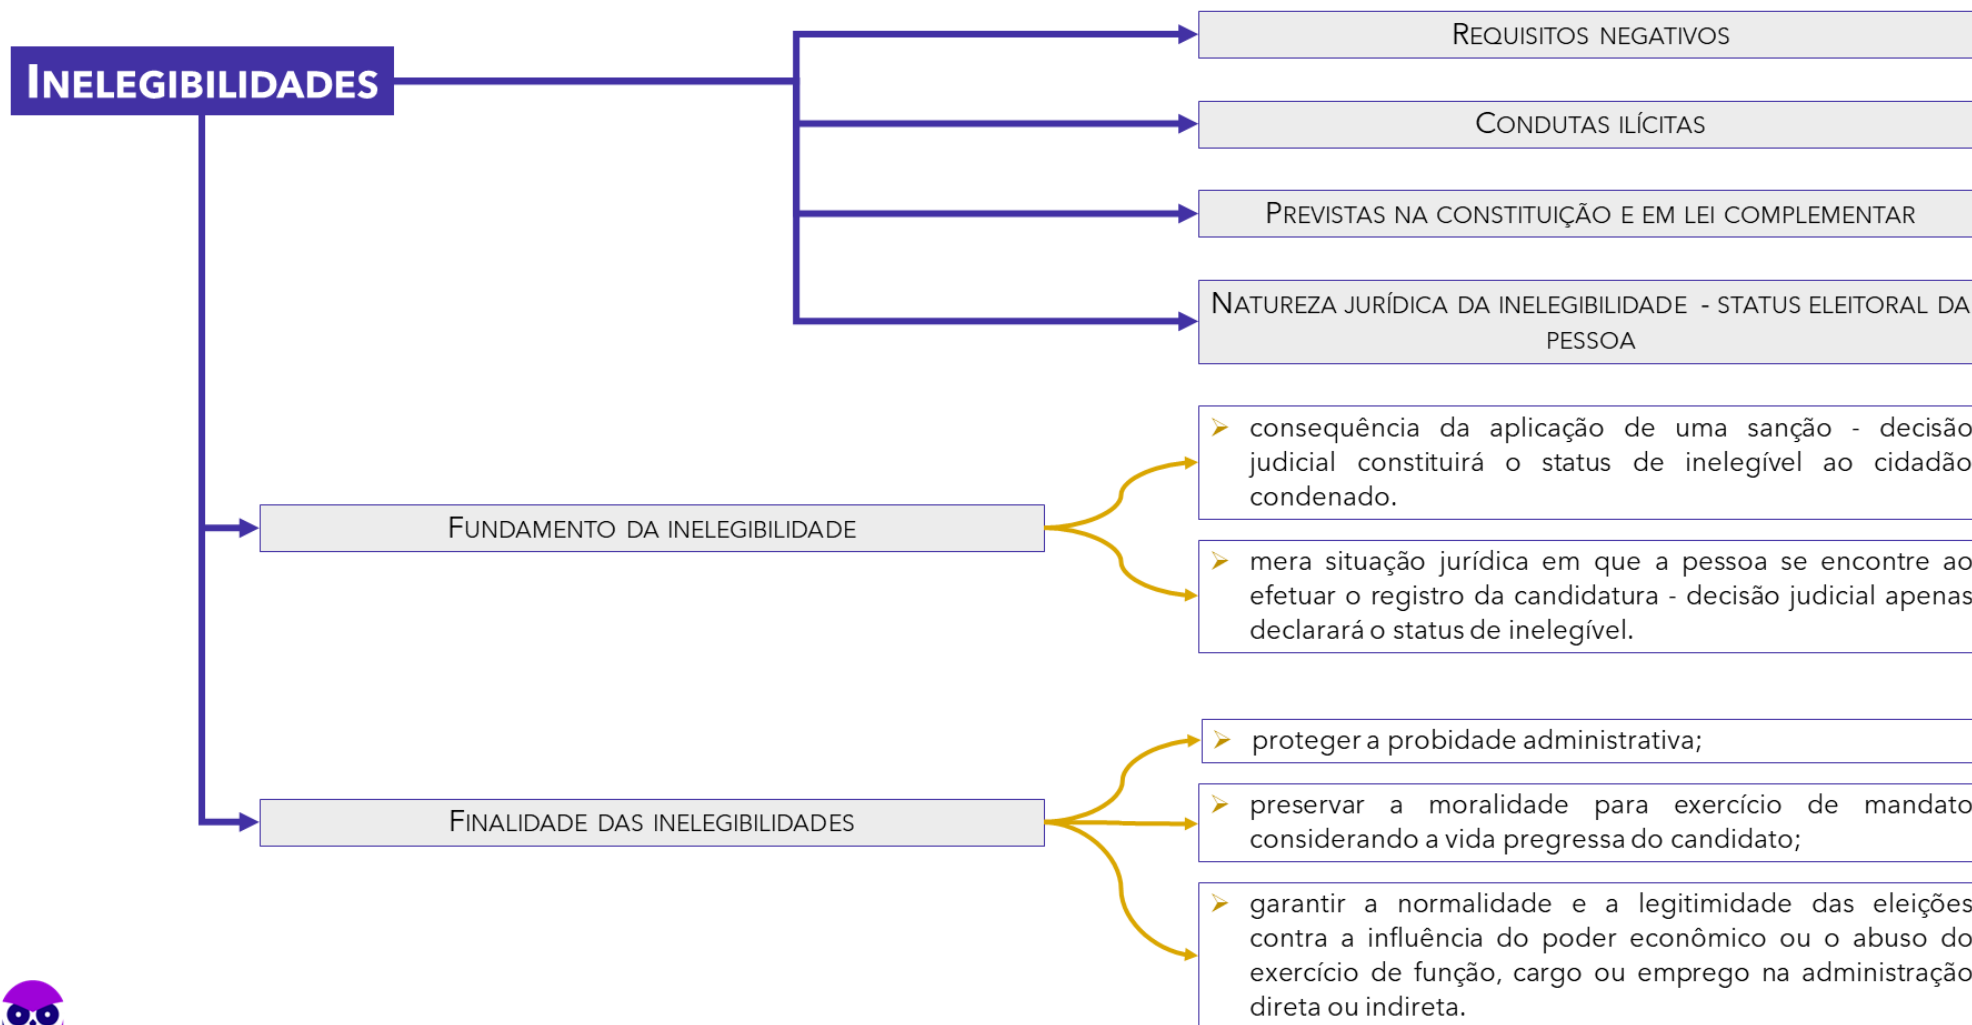 INELEGIBILIDADES
REQUISITOS NEGATIVOS
CONDUTAS ILÍCITAS
PREVISTAS NA CONSTITUIÇÃO E EM LEI COMPLEMENTAR
NATUREZA JURÍDICA DA INELEGIBILIDADE - STATUS ELEITORAL DA
PESSOA
FUNDAMENTO DA INELEGIBILIDADE
consequência da aplicação de uma sanção - decisão
judicial constituirá o status de inelegível ao cidadão
condenado.
mera situação jurídica em que a pessoa se encontre ao
efetuar o registro da candidatura - decisão judicial apenas
declarará o status de inelegível.
FINALIDADE DAS INELEGIBILIDADES
proteger a probidade administrativa;
preservar a moralidade para exercício de mandato
considerando a vida pregressa do candidato;
garantir a normalidade e a legitimidade das eleições
contra a influência do poder econômico ou o abuso do
exercício de função, cargo ou emprego na administração
direta ou indireta.